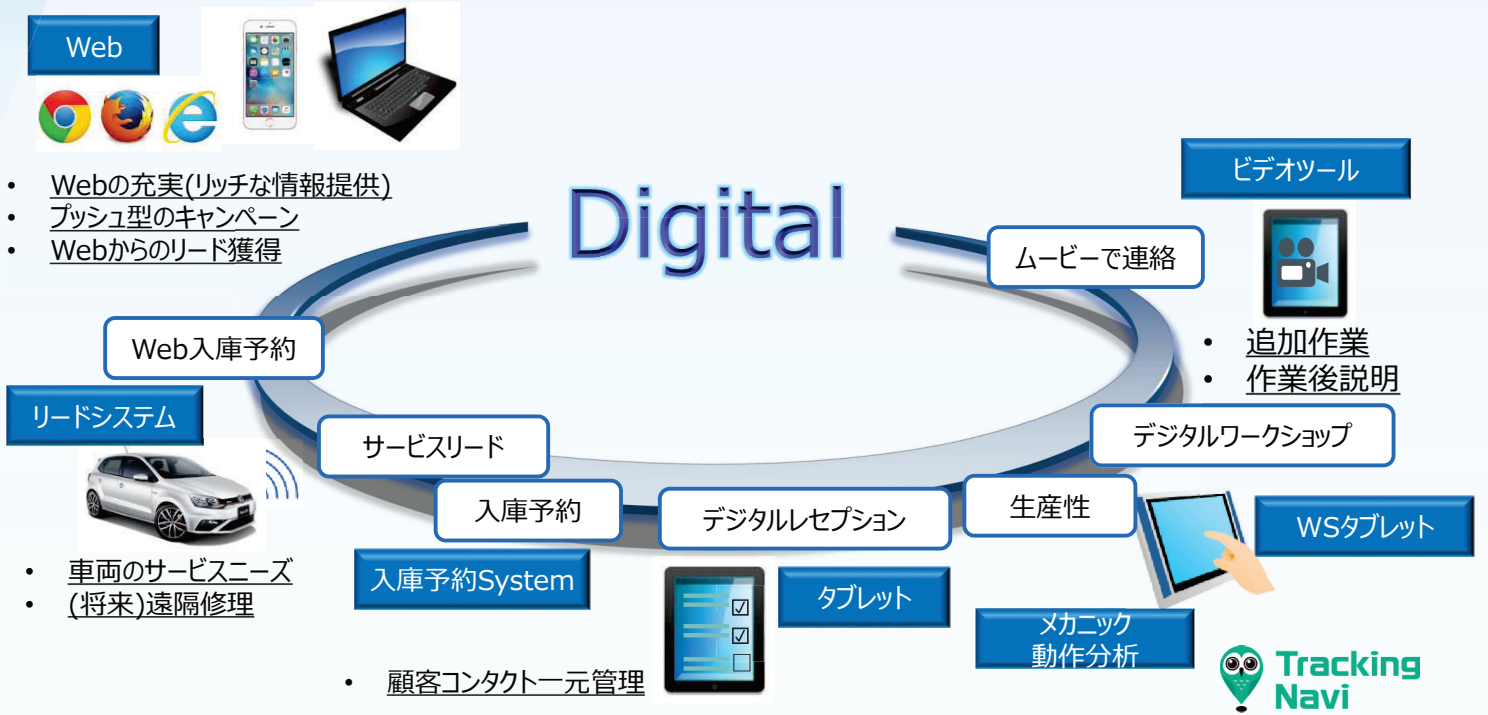 Web
• Webの充実(リッチな情報提供)
• プッシュ型のキャンペーン
• Webからのリード獲得
Digital
ビデオツール
ムービーで連絡
• 追加作業
• 作業後説明
Web入庫予約
リードシステム
サービスリード
デジタルワークショップ
入庫予約
デジタルレセプション
生産性
WSタブレット
• 車両のサービスニーズ
• (将来)遠隔修理
入庫予約System
タブレット
メカニック
動作分析
• 顧客コンタクト一元管理
Tracking
Navi